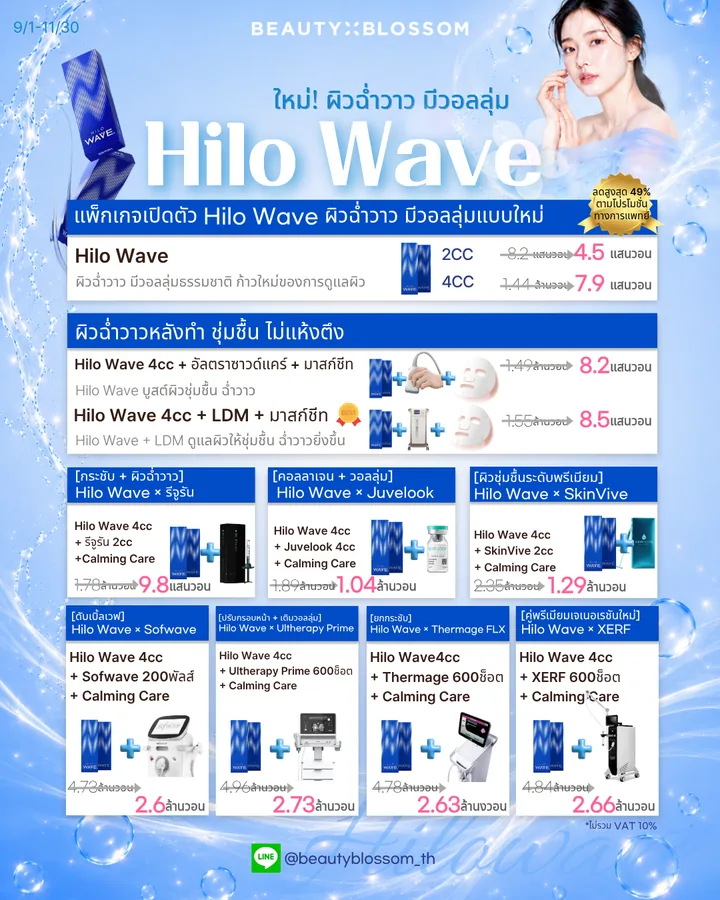 9/1-11/30
BEAUTY BLOSSOM
ใหม่! ผิวฉ่ำวาว มีวอลลุ่ม
Hilo Wave
ลดสูงสุด 49%
ตามโปรโมชั่น
ทางการแพทย์
แพ็กเกจเปิดตัว Hilo Wave ผิวฉ่ำวาว มีวอลลุ่มแบบใหม่
Hilo Wave
ผิวฉ่ำวาว มีวอลลุ่มธรรมชาติ ก้าวใหม่ของการดูแลผิว
2CC 8.2 แสนวอน 4.5 แสนวอน
4CC 1.44 ล้านวอน 7.9 แสนวอน
ผิวฉ่ำวาวหลังทำ ชุ่มชื้น ไม่แห้งตึง
Hilo Wave 4cc + อัลตราซาวด์แคร์ + มาสก์ชีท
Hilo Wave บูสต์ผิวชุ่มชื้น ฉ่ำวาว
1.49ล้านวอน 8.2แสนวอน
Hilo Wave 4cc + LDM + มาสก์ชีท
Hilo Wave + LDM ดูแลผิวให้ชุ่มชื้น ฉ่ำวาวยิ่งขึ้น
1.55ล้านวอน 8.5แสนวอน
[กระชับ + ผิวฉ่ำวาว]
Hilo Wave × รีจูรัน
Hilo Wave 4cc
+ รีจูรัน 2cc
+Calming Care
1.78ล้านวอน 9.8แสนวอน
[คอลลาเจน + วอลลุ่ม]
Hilo Wave × Juvelook
Hilo Wave 4cc
+ Juvelook 4cc
+ Calming Care
1.89ล้านวอน 1.04ล้านวอน
[ผิวชุ่มชื้นระดับพรีเมียม]
Hilo Wave × SkinVive
Hilo Wave 4cc
+ SkinVive 2cc
+ Calming Care
2.35ล้านวอน 1.29ล้านวอน
[ดับเบิ้ลเวฟ]
Hilo Wave × Sofwave
Hilo Wave 4cc
+ Sofwave 200พัลส์
+ Calming Care
4.73ล้านวอน
2.6ล้านวอน
[ปรับกรอบหน้า + เติมวอลลุ่ม]
Hilo Wave × Ultherapy Prime
Hilo Wave 4cc
+ Ultherapy Prime 600ช็อต
+ Calming Care
4.96ล้านวอน
2.73ล้านวอน
[ยกกระชับ]
Hilo Wave × Thermage FLX
Hilo Wave4cc
+ Thermage 600ช็อต
+ Calming Care
4.78ล้านวอน
2.63ล้านงวอน
[คู่พรีเมียมเจเนอเรชันใหม่]
Hilo Wave × XERF
Hilo Wave 4cc
+ XERF 600ช็อต
+ Calming Care
4.84ล้านวอน
2.66ล้านวอน
*ไม่รวม VAT 10%
LINE @beautyblossom_th